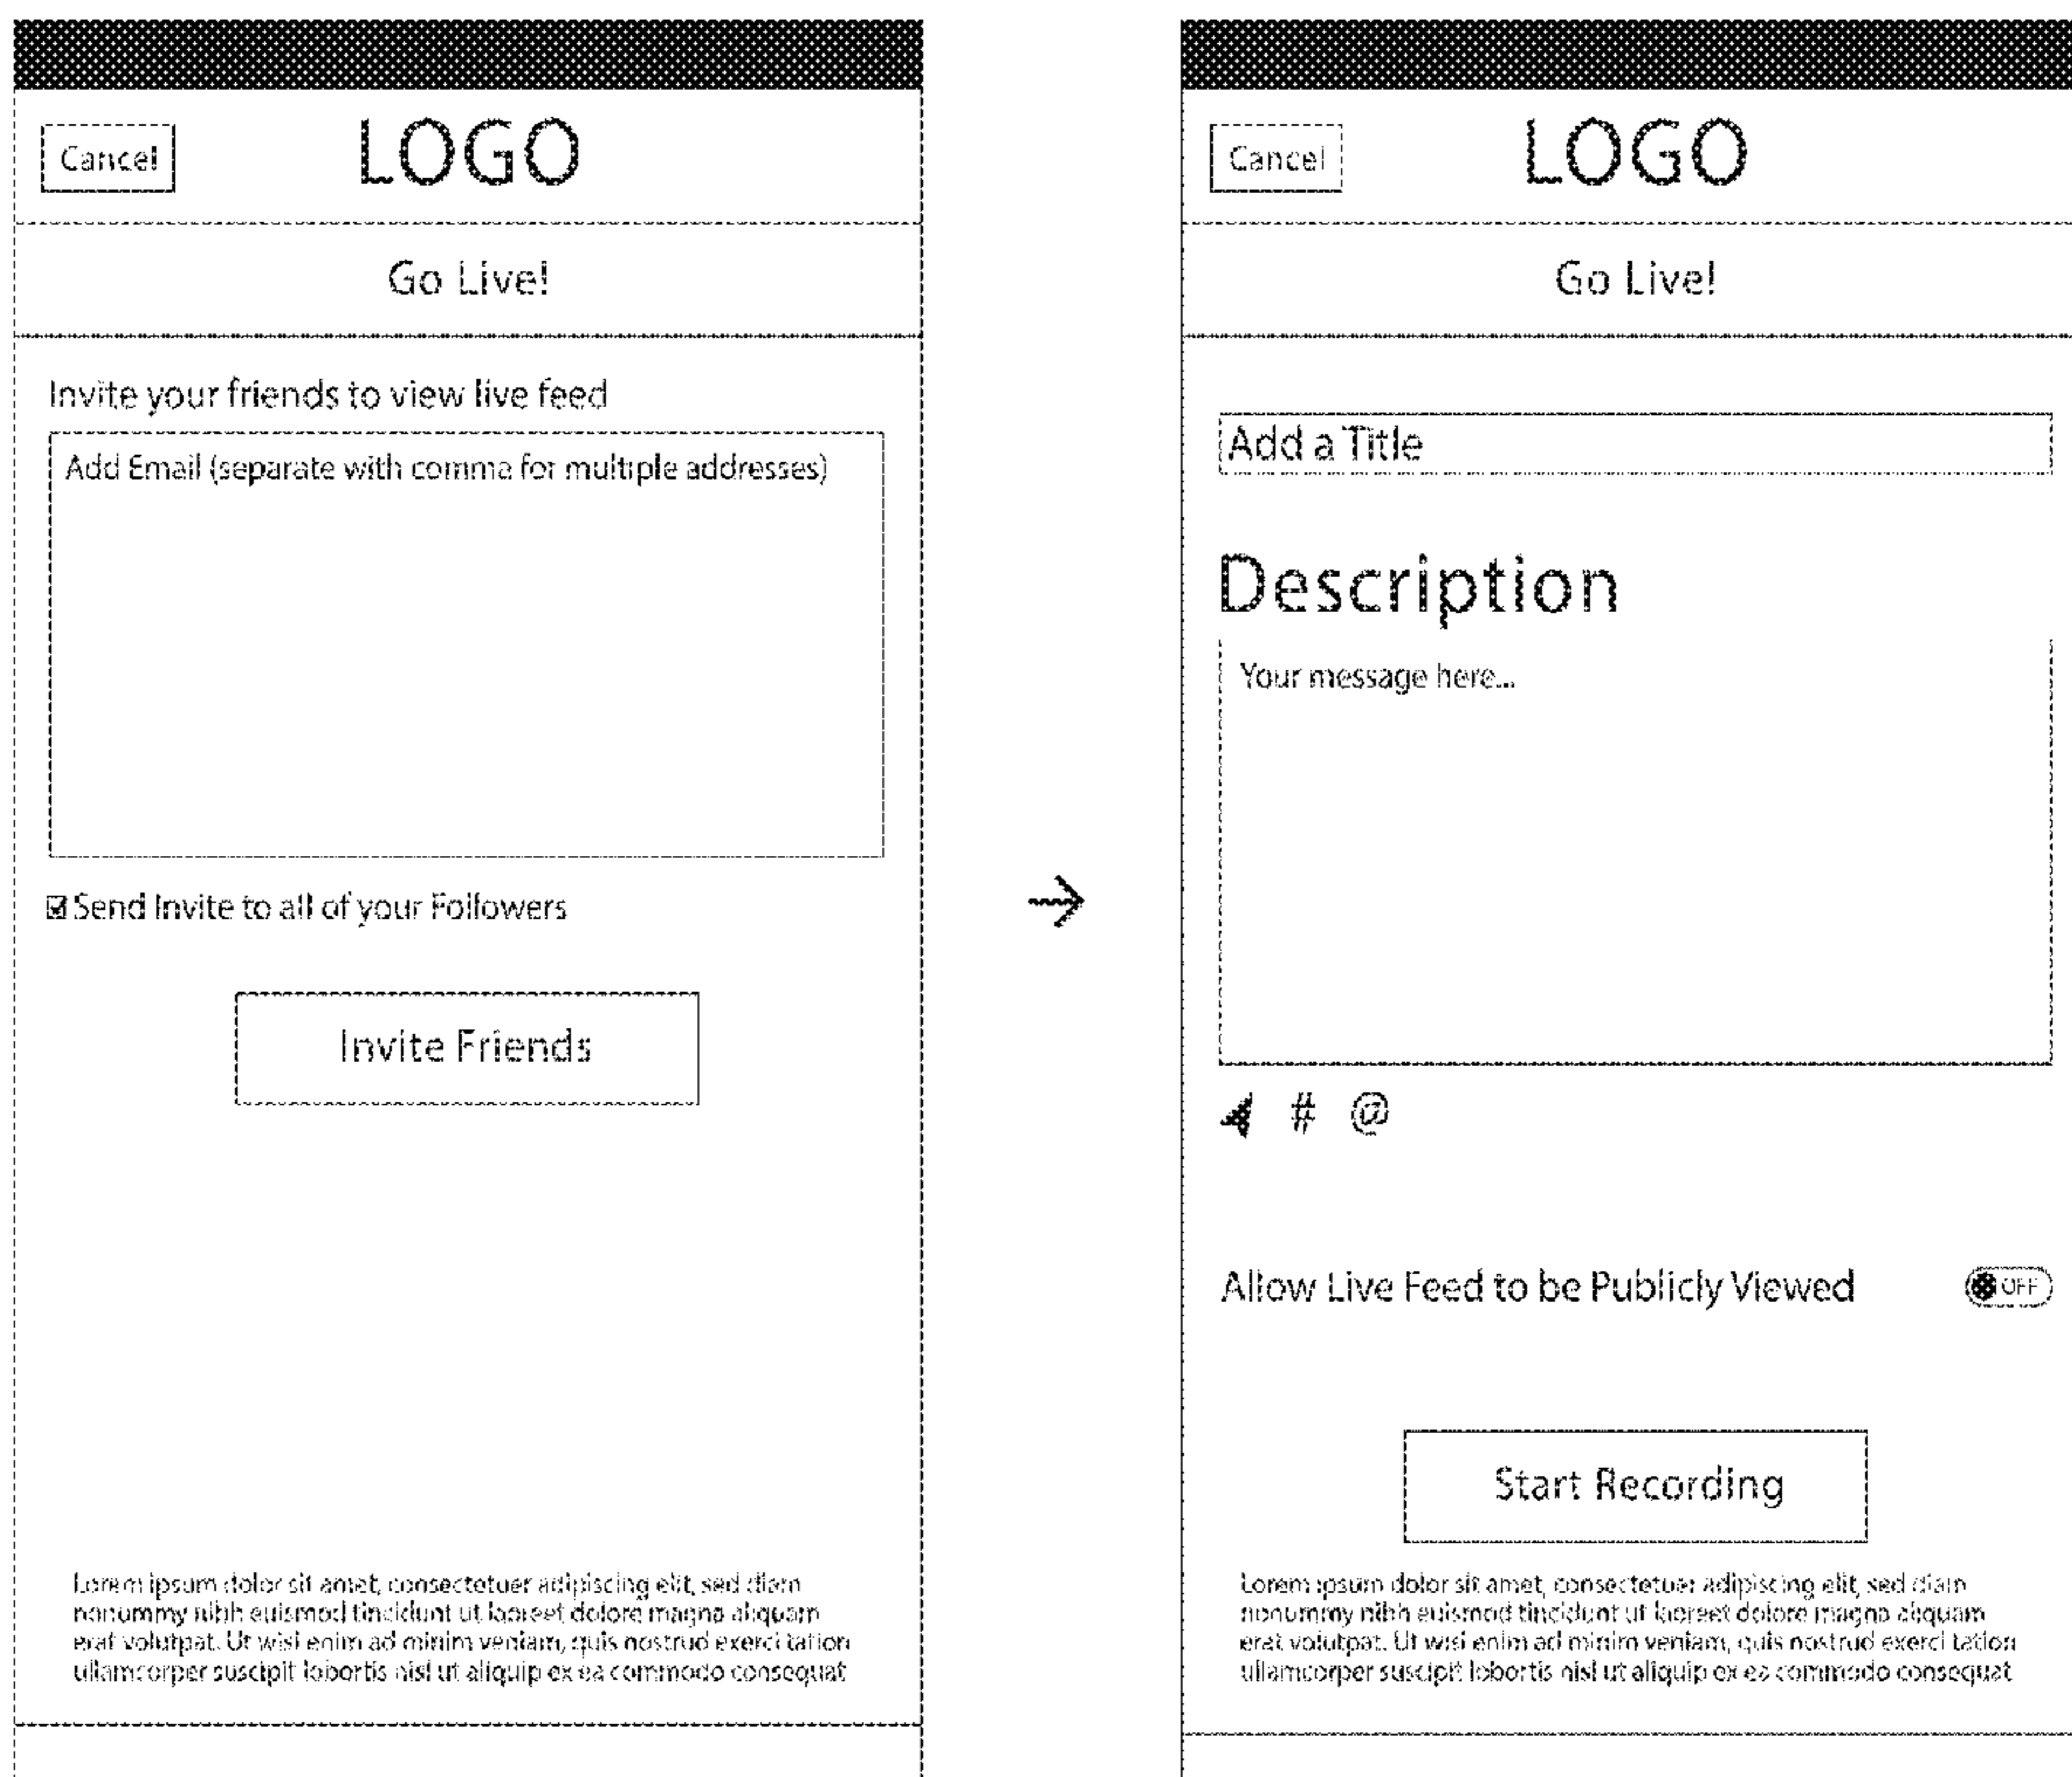 Cancel
LOGO
Go Live!
Invite your friends to view live feed
Add Email (separate with comma for multiple addresses)
Send Invite to all of your Followers
Invite Friends
Lorem ipsum dolor sit amet, consectetuer adipiscing elit, sed diam
nonummy nibh euismod tincidunt ut laoreet dolore magna aliquam
erat volutpat. Ut wisi enim ad minim veniam, quis nostrud exerci tation
ullamcorper suscipit lobortis nisl ut aliquip ex ea commodo consequat
Cancel
LOGO
Go Live!
Add a Title
Description
Your message here...
# @
Allow Live Feed to be Publicly Viewed
OFF
Start Recording
Lorem ipsum dolor sit amet, consectetuer adipiscing elit, sed diam
nonummy nibh euismod tincidunt ut laoreet dolore magna aliquam
erat volutpat. Ut wisi enim ad minim veniam, quis nostrud exerci tation
ullamcorper suscipit lobortis nisl ut aliquip ex ea commodo consequat